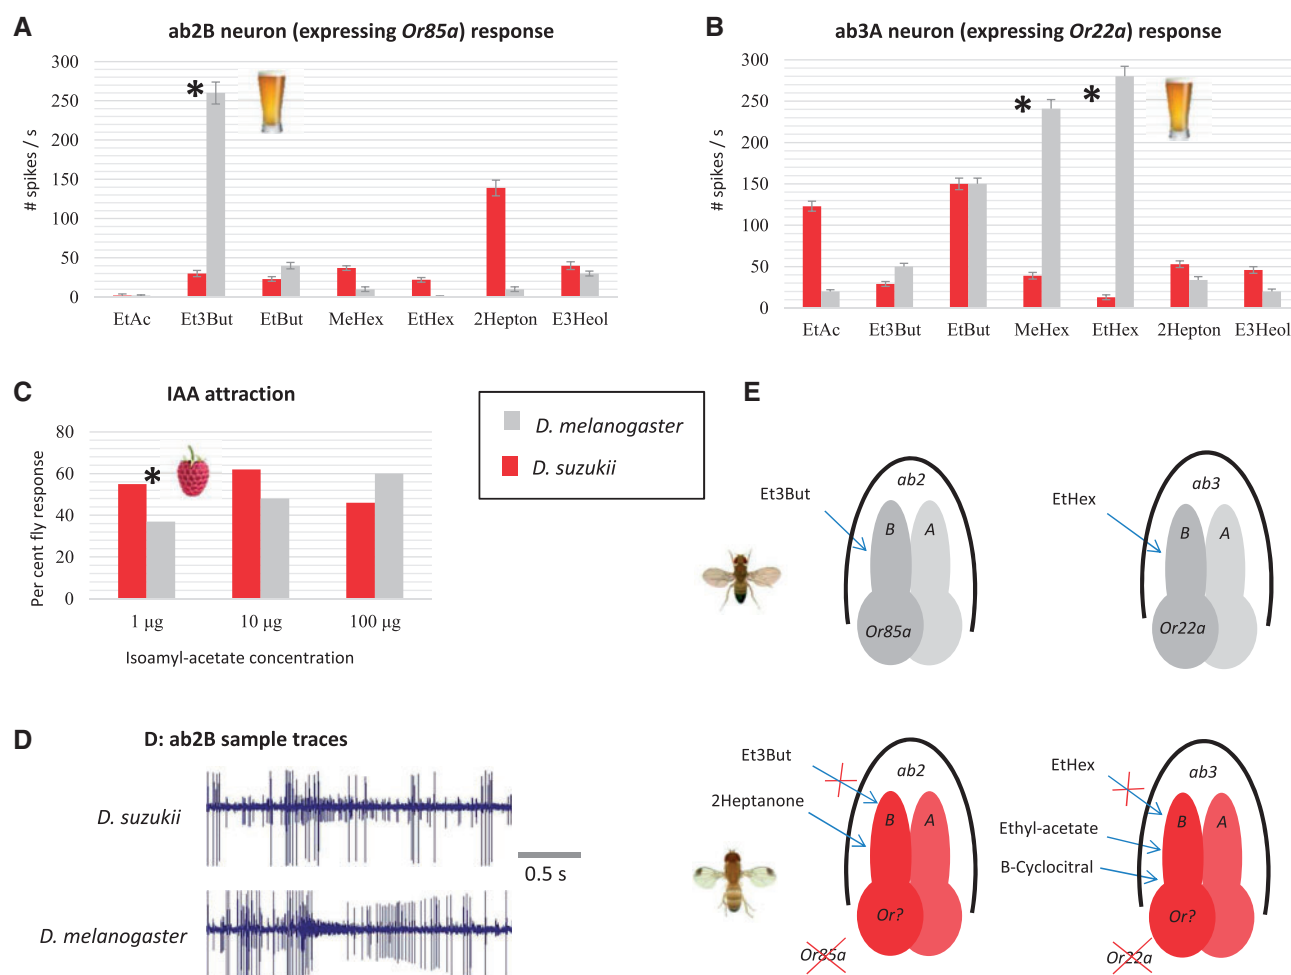 A
ab2B neuron (expressing Or85a) response
# spikes / s
300
250
200
150
100
50
0
*
EtAc Et3But EtBut MeHex EtHex 2Hepton E3Heol
B
ab3A neuron (expressing Or22a) response
# spikes / s
300
250
200
150
100
50
0
* *
EtAc Et3But EtBut MeHex EtHex 2Hepton E3Heol
C
IAA attraction
Per cent fly response
80
60
40
20
0
*
1 µg 10 µg 100 µg
Isoamyl-acetate concentration
D. melanogaster
D. suzukii
D
D: ab2B sample traces
D. suzukii
0.5 s
D. melanogaster
E
Et3But
ab2
B A
Or85a
EtHex
ab3
B A
Or22a
Et3But
2Heptanone
ab2
B A
Or?
Or85a
EtHex
Ethyl-acetate
B-Cyclocitral
ab3
B A
Or?
Or22a